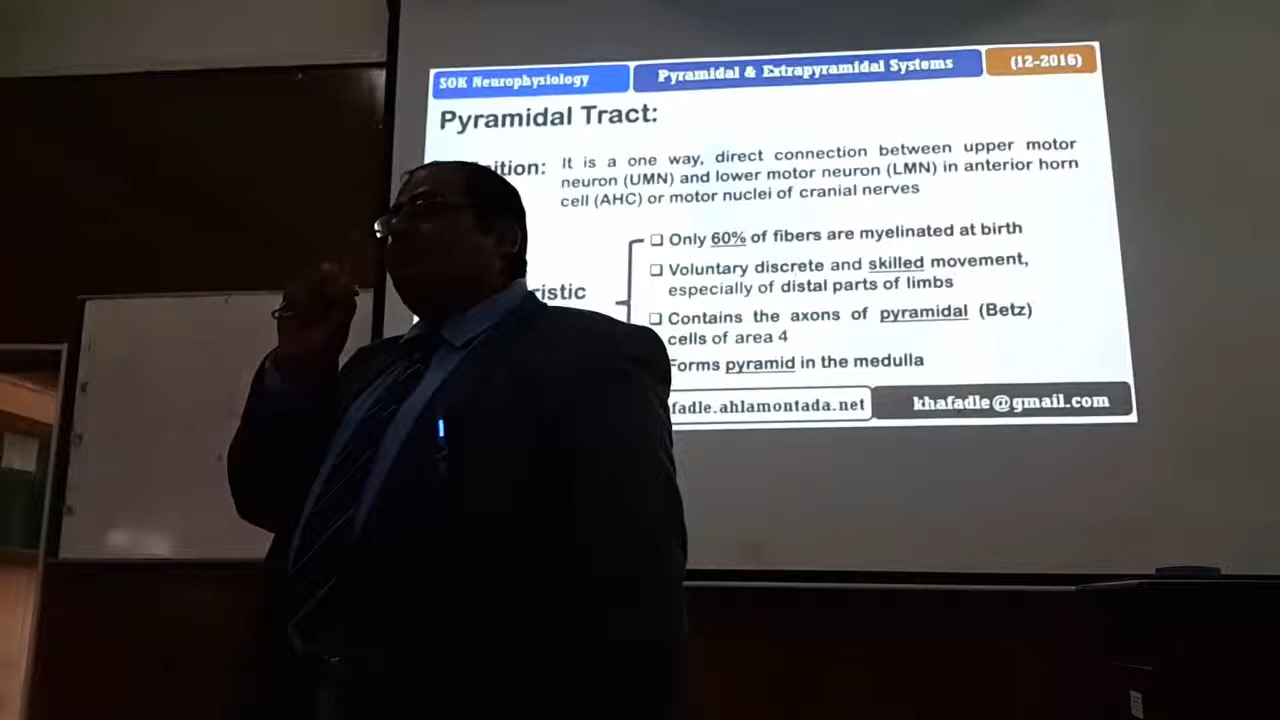 SOK Neurophysiology
Pyramidal & Extrapyramidal Systems
(12-2016)
Pyramidal Tract:
ition:
It is a one way, direct connection between upper motor
neuron (UMN) and lower motor neuron (LMN) in anterior horn
cell (AHC) or motor nuclei of cranial nerves
ristic
❑ Only 60% of fibers are myelinated at birth
❑ Voluntary discrete and skilled movement,
especially of distal parts of limbs
❑ Contains the axons of pyramidal (Betz)
cells of area 4
Forms pyramid in the medulla
fadle.ahlamontada.net
khafadle@gmail.com